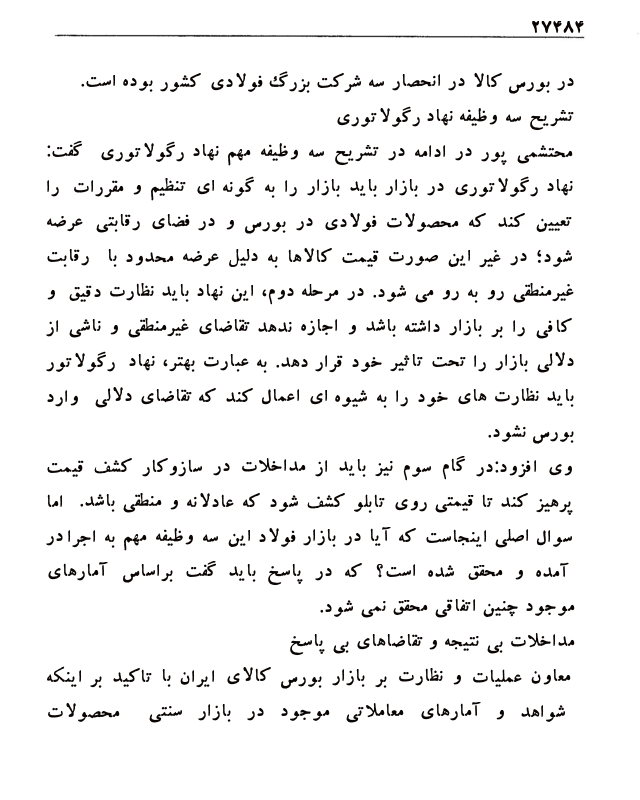 ۲۷۴۸۴
در بورس کالا در انحصار سه شرکت بزرگ فولادی کشور بوده است.
تشریح سه وظیفه نهاد رگولاتوری
محتشمی پور در ادامه در تشریح سه وظیفه مهم نهاد رگولاتوری گفت:
نهاد رگولاتوری در بازار باید بازار را به گونه ای تنظیم و مقررات را
تعیین کند که محصولات فولادی در بورس و در فضای رقابتی عرضه
شود؛ در غیر این صورت قیمت کالاها به دلیل عرضه محدود با رقابت
غیرمنطقی رو به رو می شود. در مرحله دوم، این نهاد باید نظارت دقیق و
کافی را بر بازار داشته باشد و اجازه ندهد تقاضای غیرمنطقی و ناشی از
دلالی بازار را تحت تاثیر خود قرار دهد. به عبارت بهتر، نهاد رگولاتور
باید نظارت های خود را به شیوه ای اعمال کند که تقاضای دلالی وارد
بورس نشود.
وی افزود:در گام سوم نیز باید از مداخلات در سازوکار کشف قیمت
پرهیز کند تا قیمتی روی تابلو کشف شود که عادلانه و منطقی باشد. اما
سوال اصلی اینجاست که آیا در بازار فولاد این سه وظیفه مهم به اجرا در
آمده و محقق شده است؟ که در پاسخ باید گفت براساس آمارهای
موجود چنین اتفاقی محقق نمی شود.
مداخلات بی نتیجه و تقاضاهای بی پاسخ
معاون عملیات و نظارت بر بازار بورس کالای ایران با تاکید بر اینکه
شواهد و آمارهای معاملاتی موجود در بازار سنتی محصولات